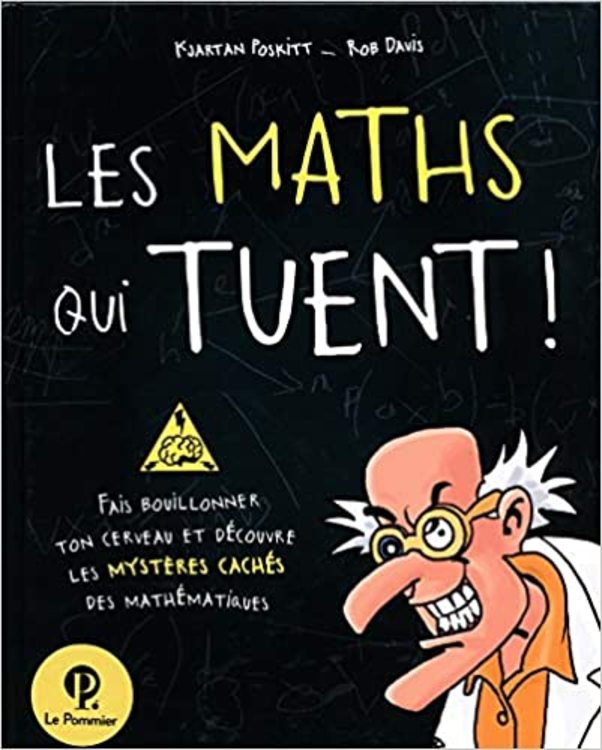 Kjartan Poskitt _ Rob Davis
LES MATHS
QUI TUENT !
FAIS BOUILLONNER
TON CERVEAU ET DÉCOUVRE
LES MYSTÈRES CACHÉS
DES MATHÉMATIQUES
P.
Le Pommier